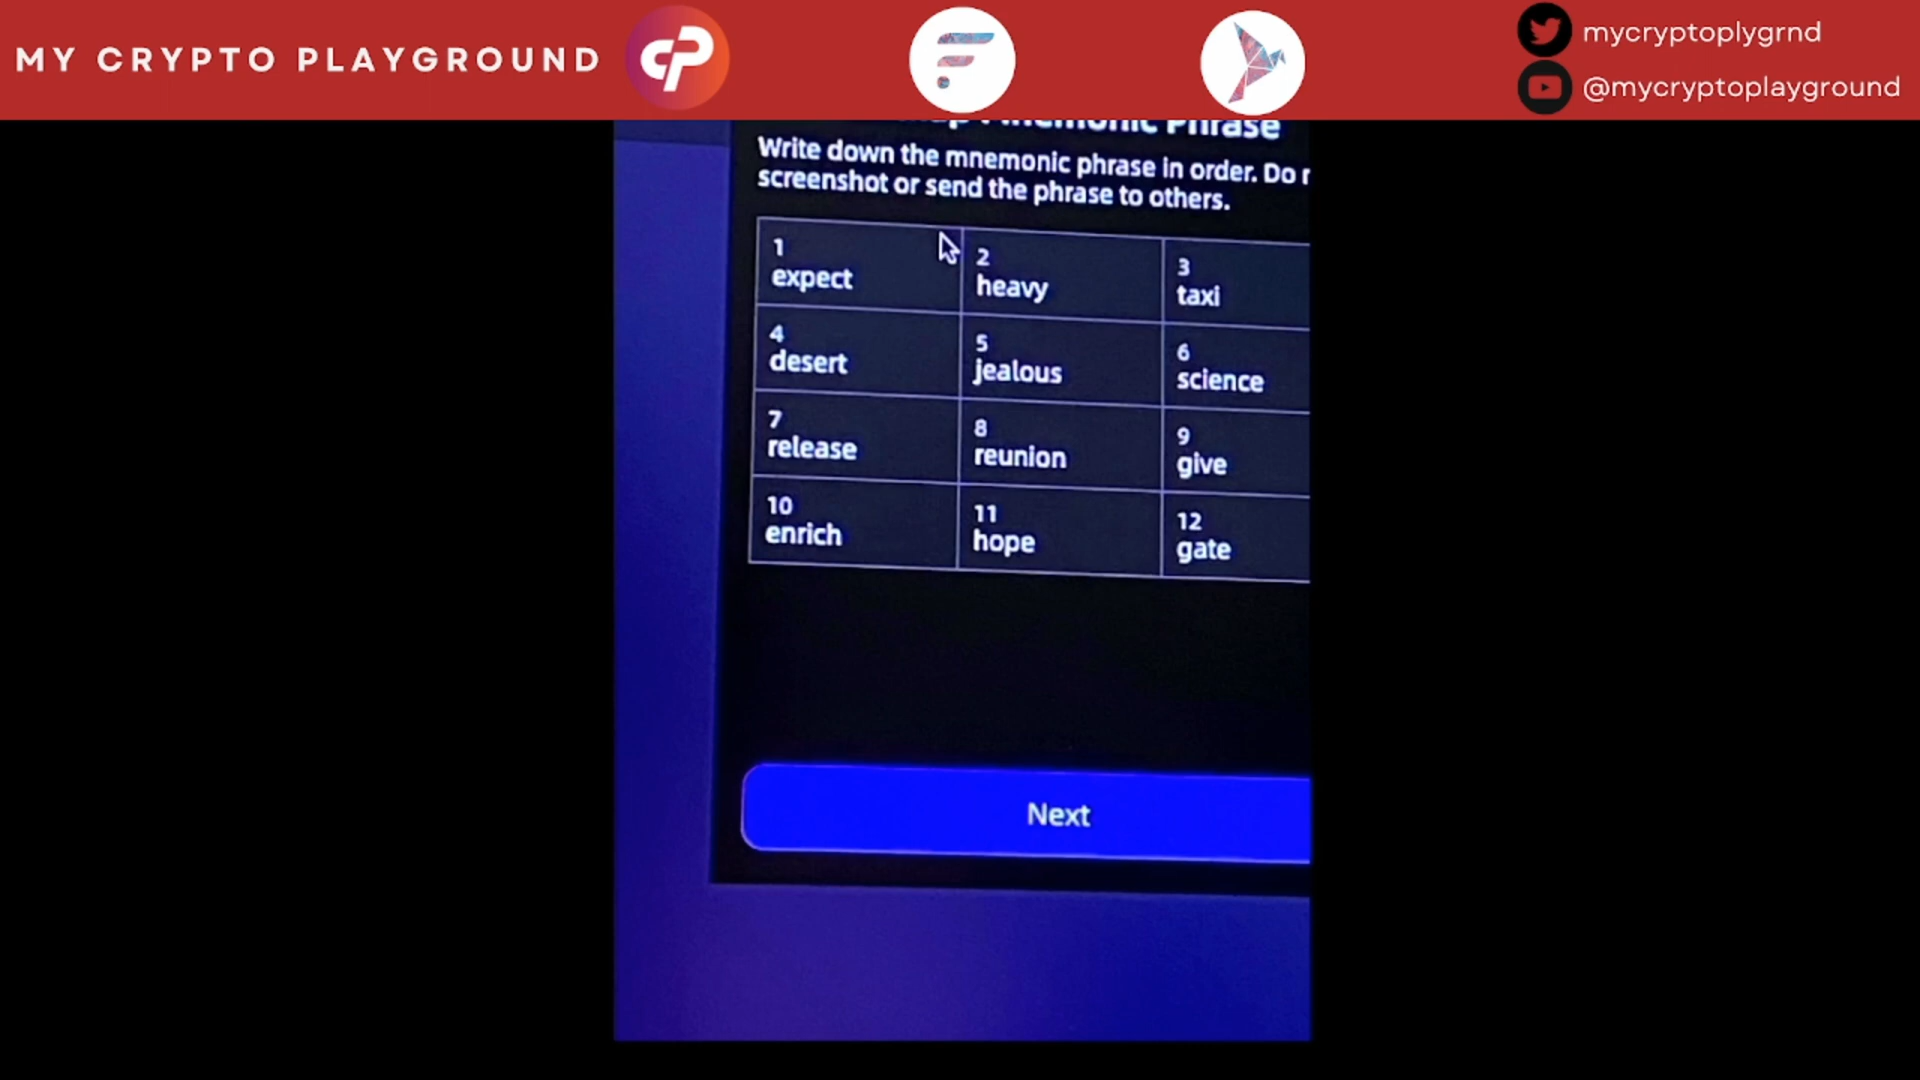 MY CRYPTO PLAYGROUND
mycryptoplygrnd
@mycryptoplayground
Mnemonic Phrase
Write down the mnemonic phrase in order. Do
screenshot or send the phrase to others.
1 2 3
expect heavy taxi
4 5 6
desert jealous science
7 8 9
release reunion give
10 11 12
enrich hope gate
Next